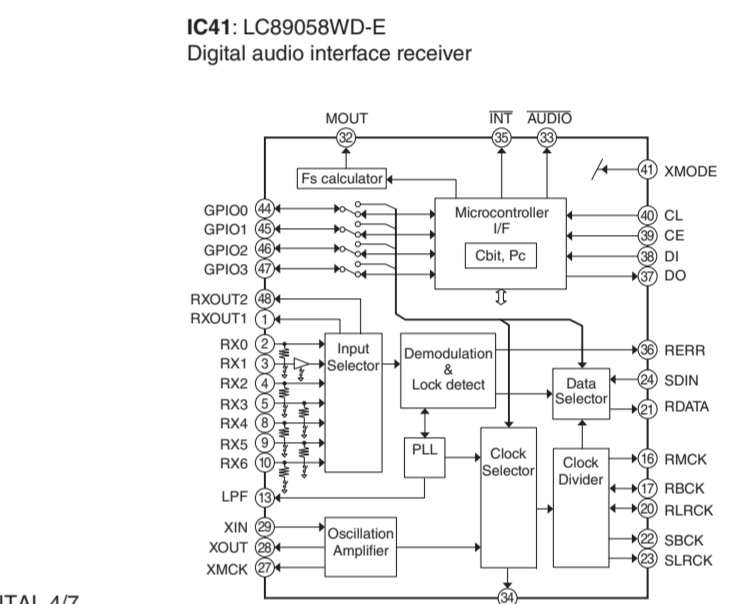 IC41: LC89058WD-E
Digital audio interface receiver
MOUT INT AUDIO
32 35 33
Fs calculator
41 XMODE
GPIO0 44
GPIO1 45
GPIO2 46
GPIO3 47
Microcontroller
I/F
Cbit, Pc
40 CL
39 CE
38 DI
37 DO
RXOUT2 48
RXOUT1 1
RX0 2
RX1 3
RX2 4
RX3 5
RX4 8
RX5 9
RX6 10
Input
Selector
Demodulation
&
Lock detect
36 RERR
24 SDIN
21 RDATA
Data
Selector
PLL
Clock
Selector
Clock
Divider
16 RMCK
17 RBCK
20 RLRCK
22 SBCK
23 SLRCK
LPF 13
XIN 29
XOUT 28
XMCK 27
Oscillation
Amplifier
34
ITAL 4/7